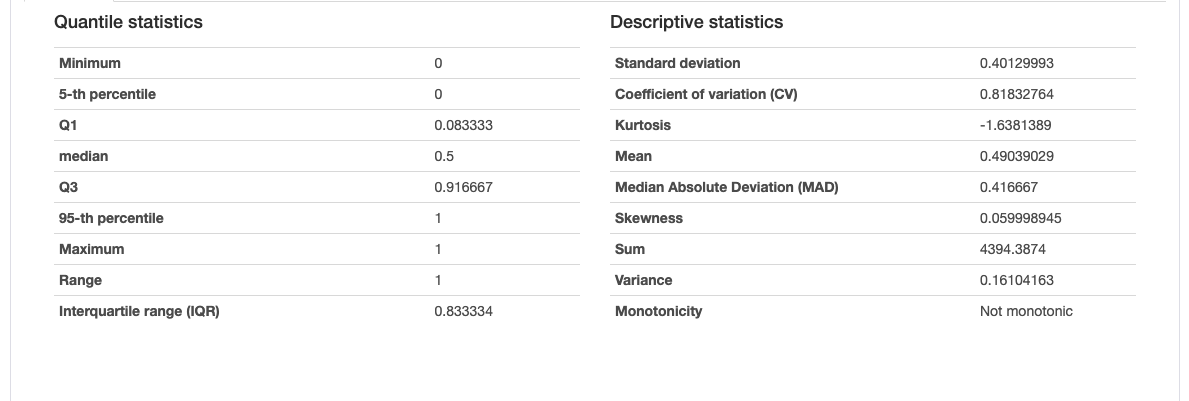 Quantile statistics
Minimum 0
5-th percentile 0
Q1 0.083333
median 0.5
Q3 0.916667
95-th percentile 1
Maximum 1
Range 1
Interquartile range (IQR) 0.833334
Descriptive statistics
Standard deviation 0.40129993
Coefficient of variation (CV) 0.81832764
Kurtosis -1.6381389
Mean 0.49039029
Median Absolute Deviation (MAD) 0.416667
Skewness 0.059998945
Sum 4394.3874
Variance 0.16104163
Monotonicity Not monotonic